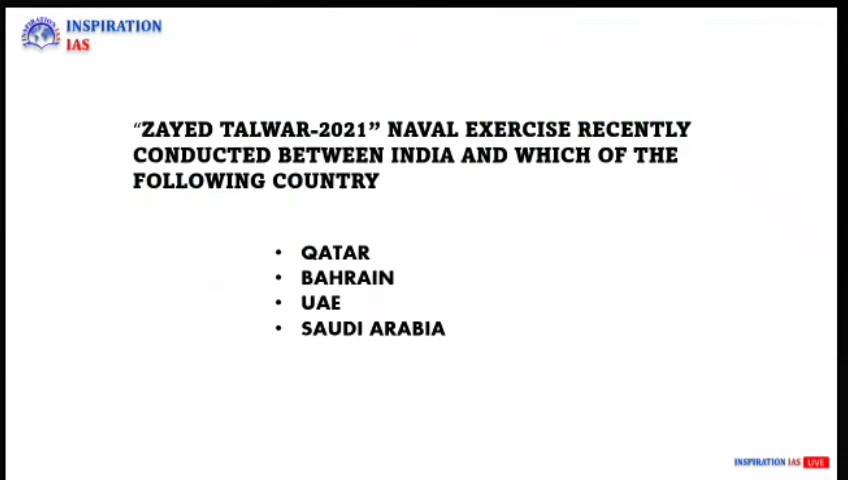 INSPIRATION
IAS
“ZAYED TALWAR-2021” NAVAL EXERCISE RECENTLY
CONDUCTED BETWEEN INDIA AND WHICH OF THE
FOLLOWING COUNTRY
• QATAR
• BAHRAIN
• UAE
• SAUDI ARABIA
INSPIRATION IAS LIVE